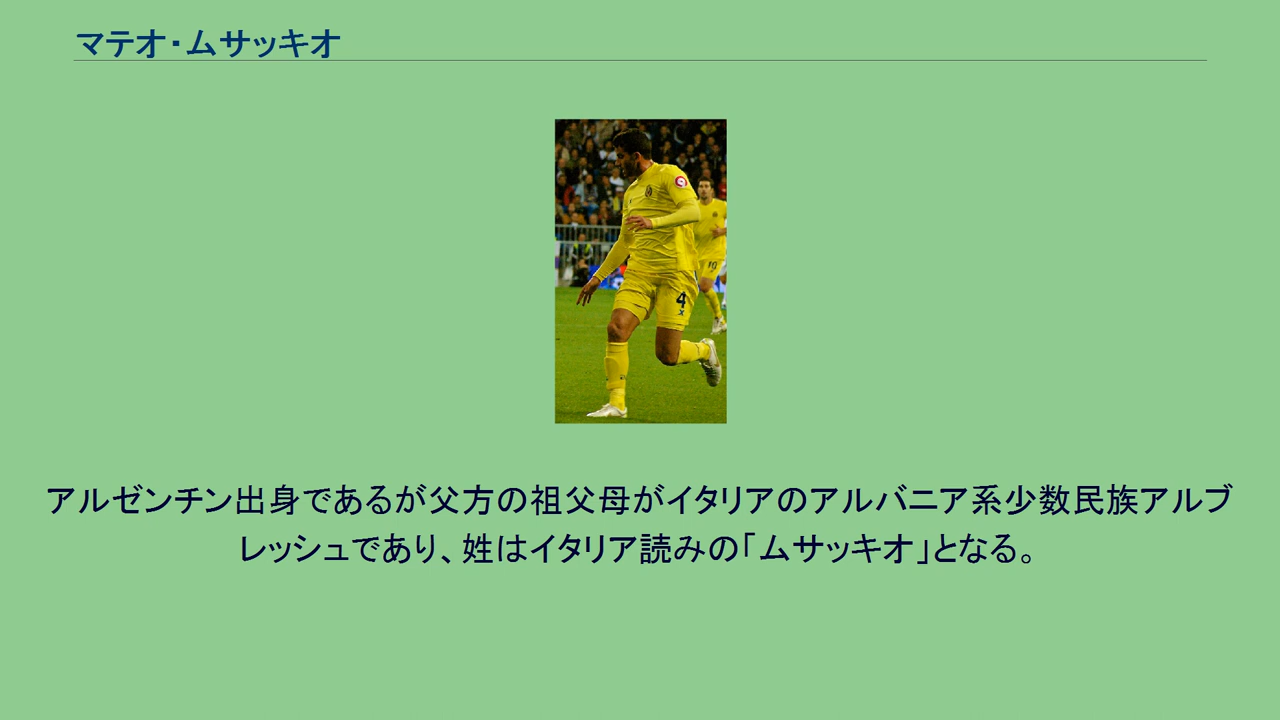 マテオ・ムサッキオ
10
4
アルゼンチン出身であるが父方の祖父母がイタリアのアルバニア系少数民族アルブ
レッシュであり、姓はイタリア読みの「ムサッキオ」となる。